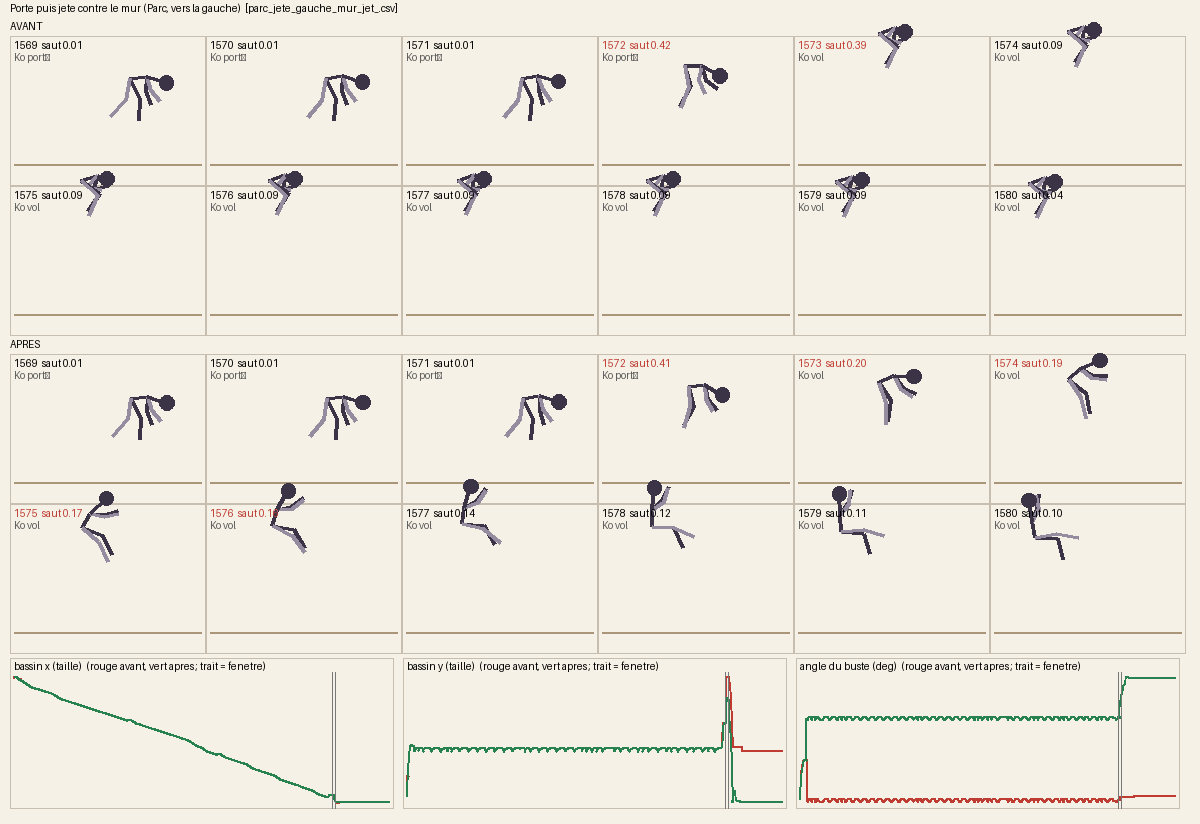 Porte puis jete contre le mur (Parc, vers la gauche) [parc_jete_gauche_mur_jet_.csv]
AVANT
1569 saut 0.01
Ko port
1570 saut 0.01
Ko port
1571 saut 0.01
Ko port
1572 saut 0.42
Ko port
1573 saut 0.39
Ko vol
1574 saut 0.09
Ko vol
1575 saut 0.09
Ko vol
1576 saut 0.09
Ko vol
1577 saut 0.09
Ko vol
1578 saut 0.09
Ko vol
1579 saut 0.09
Ko vol
1580 saut 0.04
Ko vol
APRES
1569 saut 0.01
Ko port
1570 saut 0.01
Ko port
1571 saut 0.01
Ko port
1572 saut 0.41
Ko port
1573 saut 0.20
Ko vol
1574 saut 0.19
Ko vol
1575 saut 0.17
Ko vol
1576 saut
Ko vol
1577 saut 0.14
Ko vol
1578 saut 0.12
Ko vol
1579 saut 0.11
Ko vol
1580 saut 0.10
Ko vol
bassin x (taille) (rouge avant, vert apres; trait = fenetre)
bassin y (taille) (rouge avant, vert apres; trait = fenetre)
angle du buste (deg) (rouge avant, vert apres; trait = fenetre)